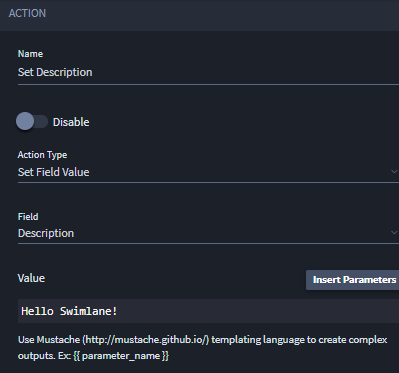 ACTION
Name
Set Description
Disable
Action Type
Set Field Value
Field
Description
Value
Insert Parameters
Hello Swimlane!
Use Mustache (http://mustache.github.io/) templating language to create complex
outputs. Ex: {{ parameter_name }}